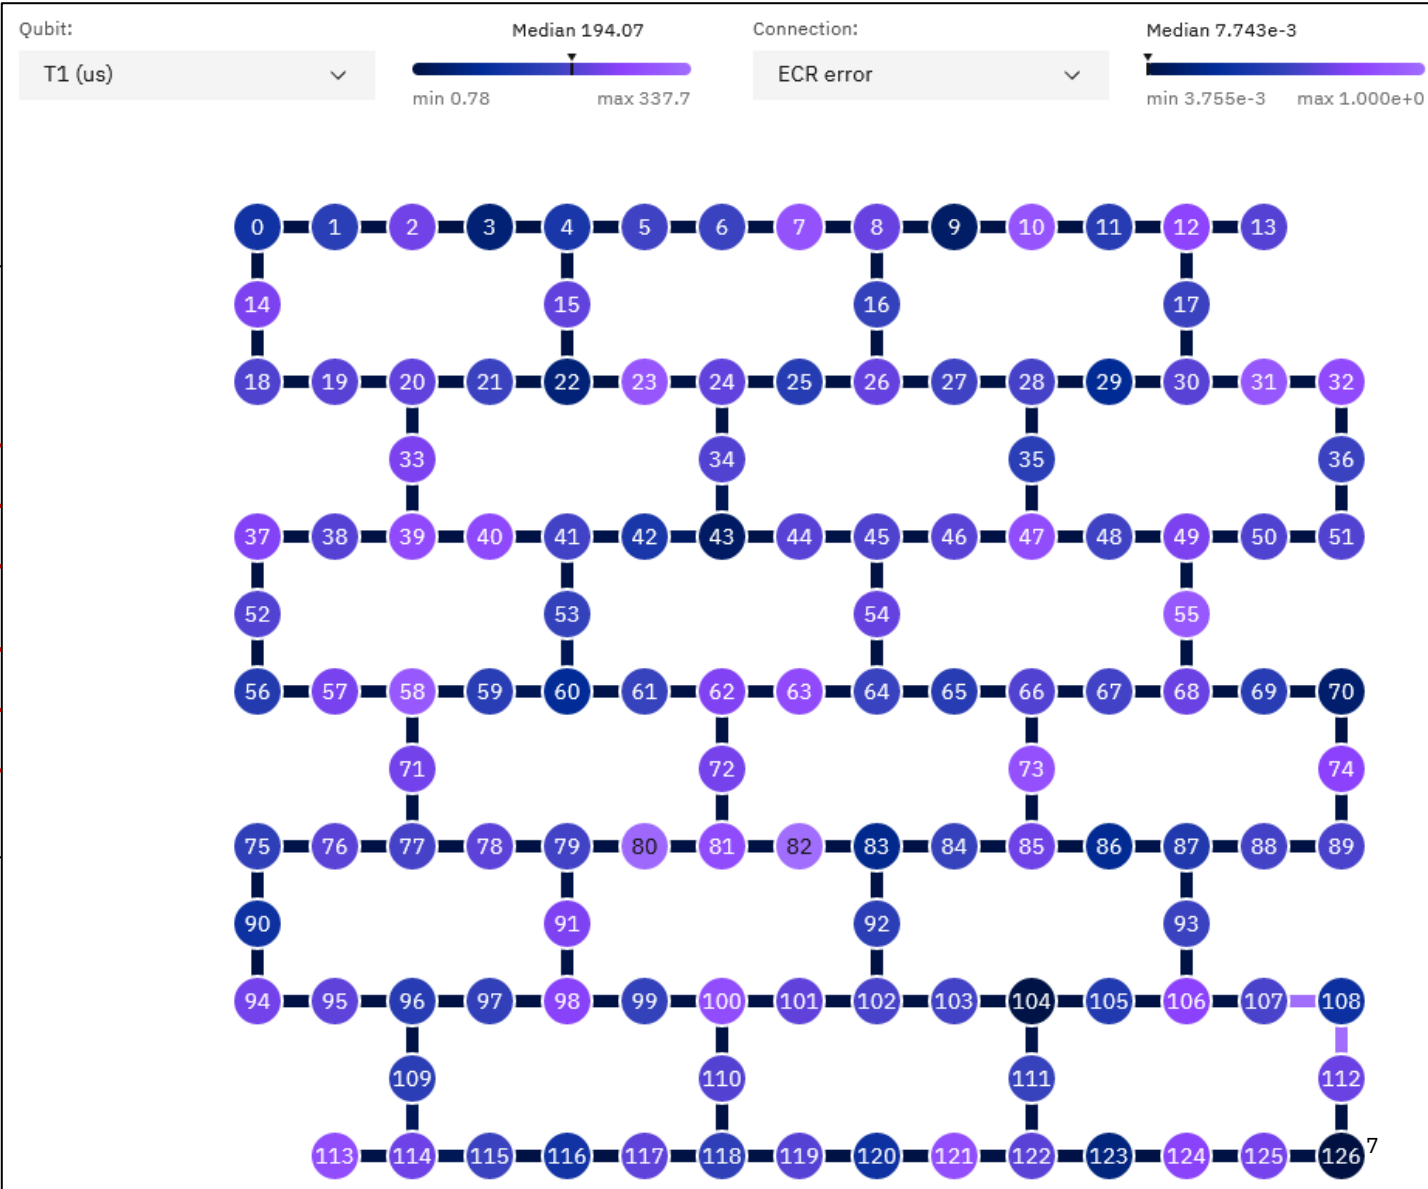 Qubit: Median 194.07 Connection: Median 7.743e-3
T1 (us) ECR error
min 0.78 max 337.7 min 3.755e-3 max 1.000e+0
0 1 2 3 4 5 6 7 8 9 10 11 12 13
14 15 16 17
18 19 20 21 22 23 24 25 26 27 28 29 30 31 32
33 34 35 36
37 38 39 40 41 42 43 44 45 46 47 48 49 50 51
52 53 54 55
56 57 58 59 60 61 62 63 64 65 66 67 68 69 70
71 72 73 74
75 76 77 78 79 80 81 82 83 84 85 86 87 88 89
90 91 92 93
94 95 96 97 98 99 100 101 102 103 104 105 106 107 108
109 110 111 112
113 114 115 116 117 118 119 120 121 122 123 124 125 126 7